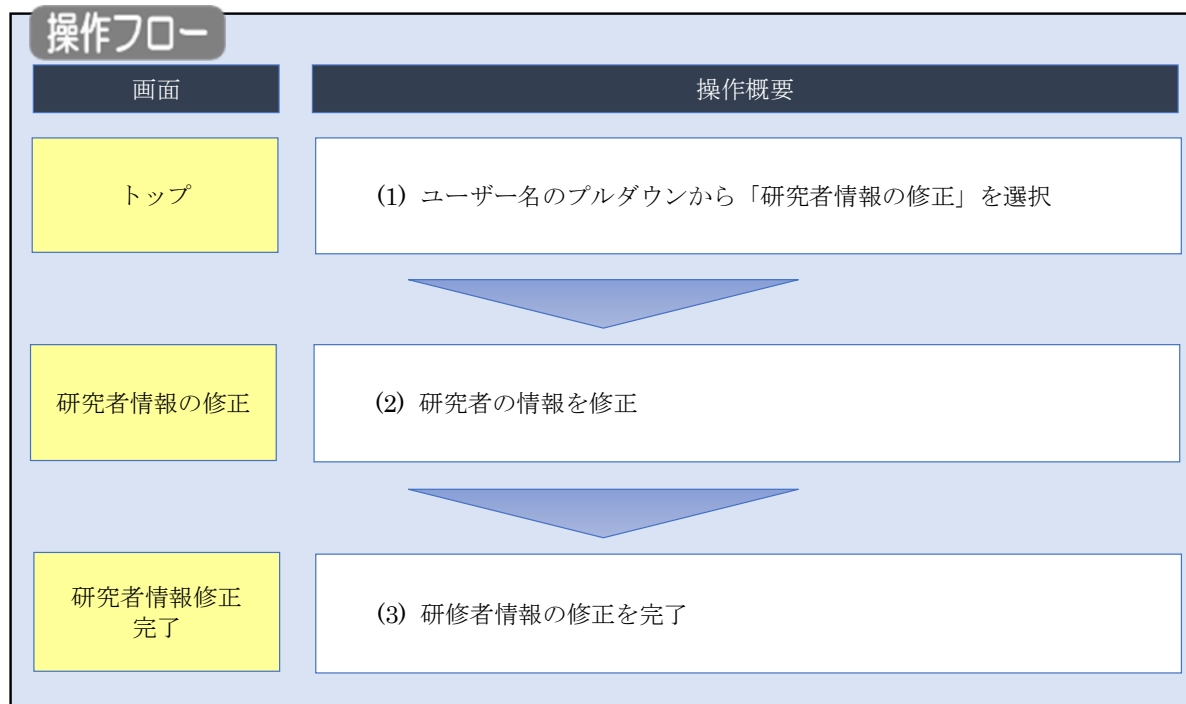 操作フロー
画面
操作概要
トップ
(1) ユーザー名のプルダウンから「研究者情報の修正」を選択
研究者情報の修正
(2) 研究者の情報を修正
研究者情報修正
完了
(3) 研修者情報の修正を完了